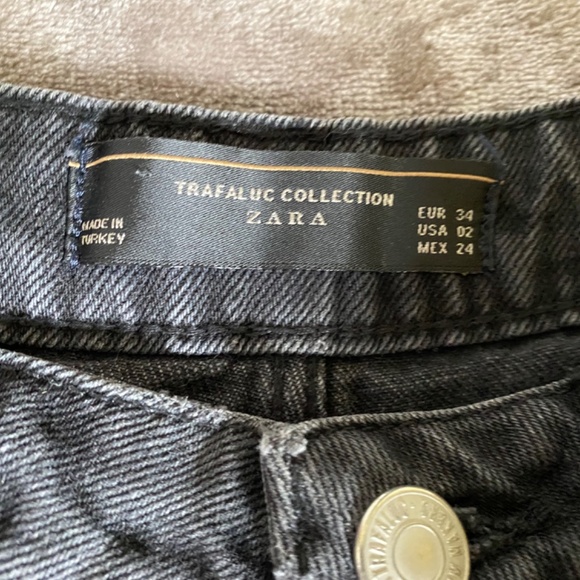 TRAFALUC COLLECTION
ZARA
MADE IN
TURKEY
EUR 34
USA 02
MEX 24